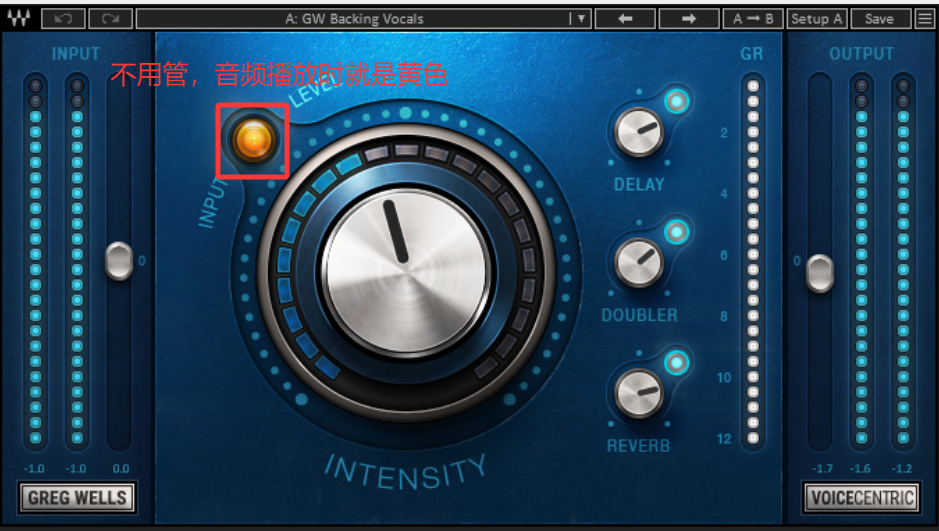 A: GW Backing Vocals
A → B
Setup A
Save
INPUT
不用管，音频播放时就是黄色
GR
OUTPUT
INPUT LEVEL
2
DELAY
4
0
6
0
DOUBLER
8
10
REVERB
12
INTENSITY
-1.0 -1.0 0.0
-1.7 -1.6 -1.2
GREG WELLS
VOICECENTRIC